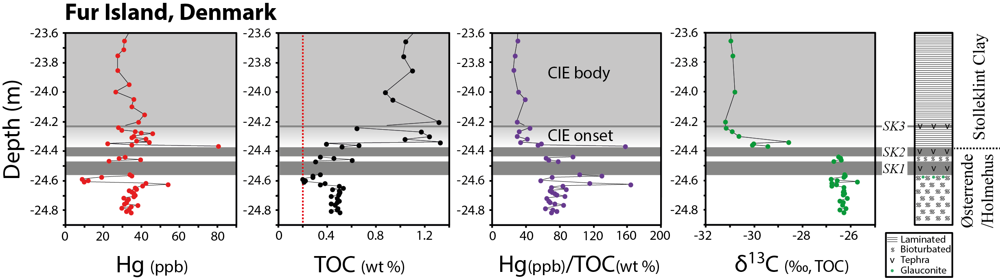 Fur Island, Denmark
Depth (m)
-23.6
-23.8
-24.0
-24.2
-24.4
-24.6
-24.8
0 20 40 60 80
Hg (ppb)
-23.6
-23.8
-24.0
-24.2
-24.4
-24.6
-24.8
0 0.4 0.8 1.2
TOC (wt %)
-23.6
-23.8
-24.0
-24.2
-24.4
-24.6
-24.8
CIE body
CIE onset
0 40 80 120 160 200
Hg(ppb)/TOC(wt %)
-23.6
-23.8
-24.0
-24.2
-24.4
-24.6
-24.8
-32 -30 -28 -26
δ¹³C (‰, TOC)
SK3
SK2
SK1
v v v
v v v
v v v
Stolleklint Clay
Østerrende
/Holmehus
Laminated
Bioturbated
v Tephra
Glauconite